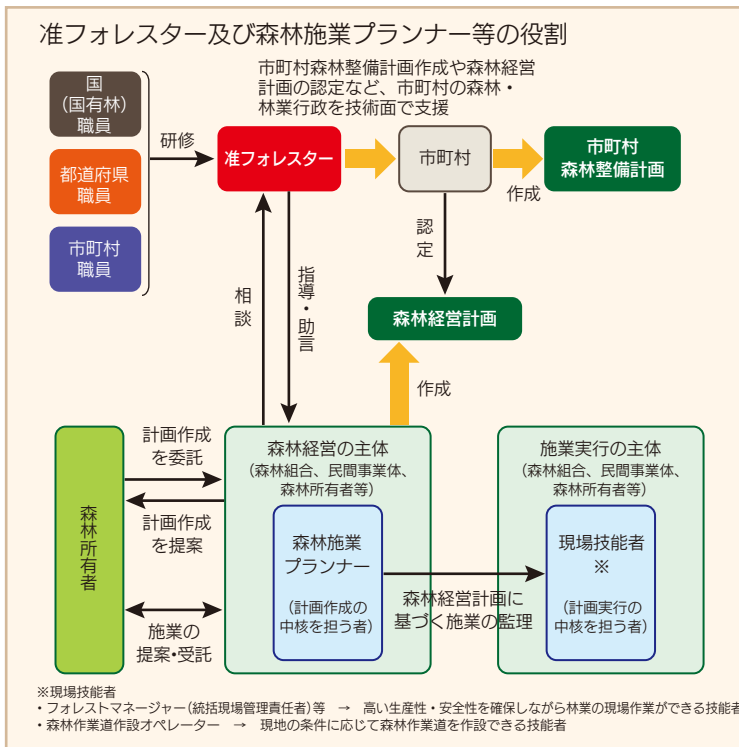 准フォレスター及び森林施業プランナー等の役割
市町村森林整備計画作成や森林経営
計画の認定など、市町村の森林・
林業行政を技術面で支援
国
(国有林)
職員
都道府県
職員
市町村
職員
研修
准フォレスター
市町村
作成
市町村
森林整備計画
認定
森林経営計画
相談
指導・助言
作成
森林所有者
計画作成
を委託
計画作成
を提案
施業の
提案・受託
森林経営の主体
(森林組合、民間事業体、
森林所有者等)
森林施業
プランナー
(計画作成の
中核を担う者)
森林経営計画に
基づく施業の監理
施業実行の主体
(森林組合、民間事業体、
森林所有者等)
現場技能者
※
(計画実行の
中核を担う者)
※現場技能者
・フォレストマネージャー(統括現場管理責任者)等 → 高い生産性・安全性を確保しながら林業の現場作業ができる技能者
・森林作業道作設オペレーター → 現地の条件に応じて森林作業道を作設できる技能者